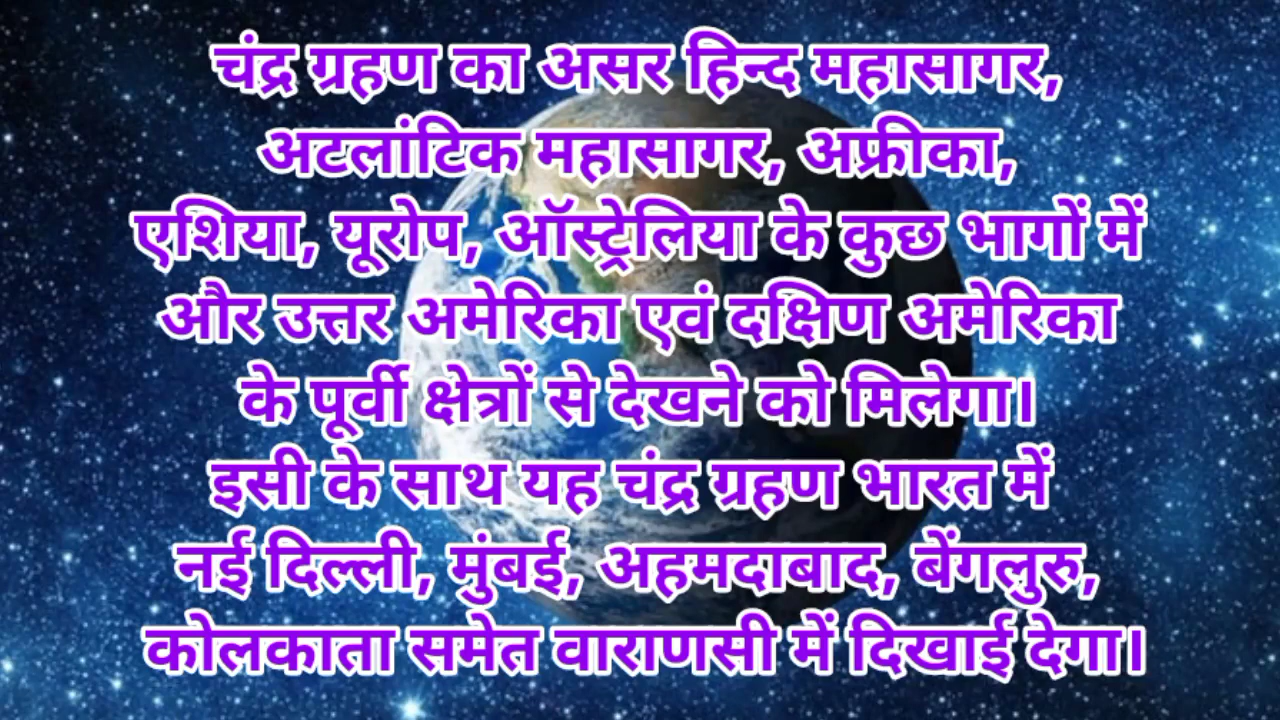 चंद्र ग्रहण का असर हिन्द महासागर,
अटलांटिक महासागर, अफ्रीका,
एशिया, यूरोप, ऑस्ट्रेलिया के कुछ भागों में
और उत्तर अमेरिका एवं दक्षिण अमेरिका
के पूर्वी क्षेत्रों से देखने को मिलेगा।
इसी के साथ यह चंद्र ग्रहण भारत में
नई दिल्ली, मुंबई, अहमदाबाद, बेंगलुरु,
कोलकाता समेत वाराणसी में दिखाई देगा।